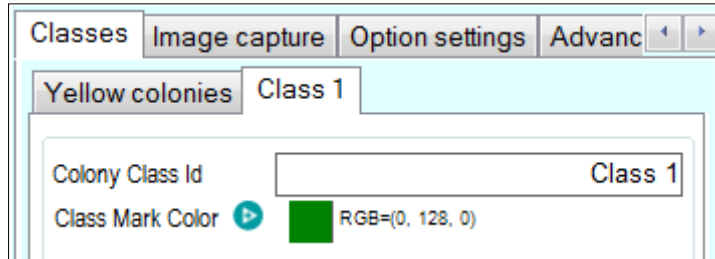 Classes Image capture Option settings Advanc
Yellow colonies Class 1
Colony Class Id Class 1
Class Mark Color RGB=(0, 128, 0)